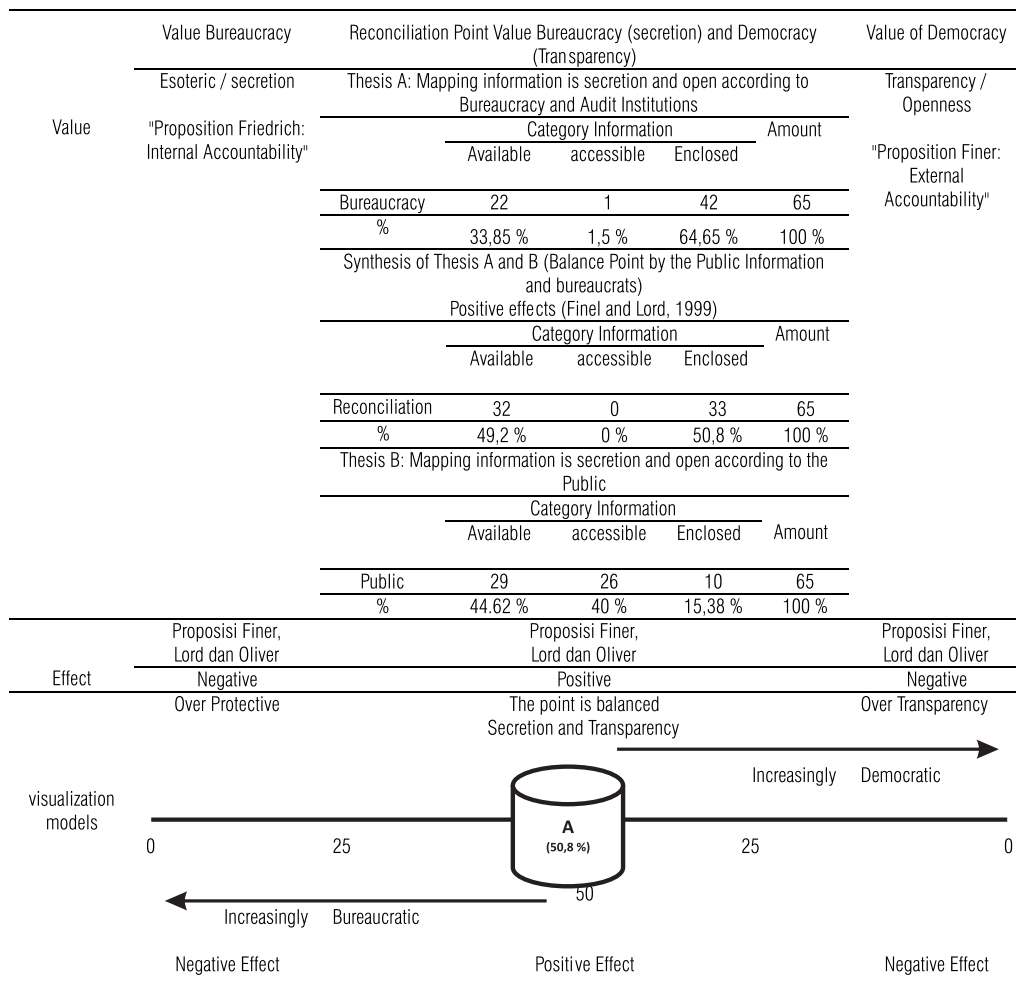 Value Bureaucracy
Reconciliation Point Value Bureaucracy (secretion) and Democracy
(Transparency)
Value of Democracy
Value
Esoteric / secretion
"Proposition Friedrich:
Internal Accountability"
Thesis A: Mapping information is secretion and open according to
Bureaucracy and Audit Institutions
Category Information Amount
Available accessible Enclosed
Bureaucracy 22 1 42 65
% 33,85 % 1,5 % 64,65 % 100 %
Synthesis of Thesis A and B (Balance Point by the Public Information
and bureaucrats)
Positive effects (Finel and Lord, 1999)
Category Information Amount
Available accessible Enclosed
Reconciliation 32 0 33 65
% 49,2 % 0 % 50,8 % 100 %
Thesis B: Mapping information is secretion and open according to the
Public
Category Information
Available accessible Enclosed Amount
Public 29 26 10 65
% 44.62 % 40 % 15,38 % 100 %
Transparency /
Openness
"Proposition Finer:
External
Accountability"
Effect
Proposisi Finer,
Lord dan Oliver
Proposisi Finer,
Lord dan Oliver
Proposisi Finer,
Lord dan Oliver
Negative Positive Negative
Over Protective
The point is balanced
Secretion and Transparency
Over Transparency
Increasingly Democratic
visualization
models
A
(50,8 %)
0 25 25 0
50
Increasingly Bureaucratic
Negative Effect Positive Effect Negative Effect